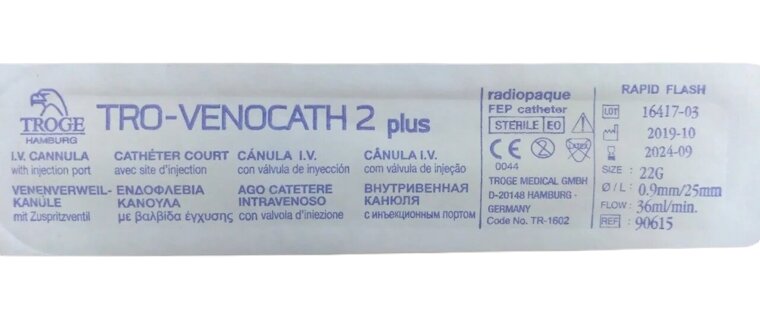 TROGE
HAMBURG
TRO-VENOCATH 2 plus
I.V. CANNULA
with injection port
CATHÉTER COURT
avec site d'injection
CÁNULA I.V.
con válvula de inyección
CÂNULA I.V.
com válvula de injeção
VENENVERWEIL-
KANÜLE
mit Zuspritzventil
ΕΝΔΟΦΛΕΒΙΑ
ΚΑΝΟΥΛΑ
με βαλβίδα έγχυσης
AGO CATETERE
INTRAVENOSO
con valvola d'iniezione
ВНУТРИВЕННАЯ
КАНЮЛЯ
с инъекционным портом
radiopaque
FEP catheter
STERILE EO
CE
0044
TROGE MEDICAL GMBH
D-20148 HAMBURG -
GERMANY
Code No. TR-1602
RAPID FLASH
LOT : 16417-03
: 2019-10
: 2024-09
SIZE : 22G
Ø / L : 0.9mm/25mm
FLOW : 36ml/min.
REF : 90615